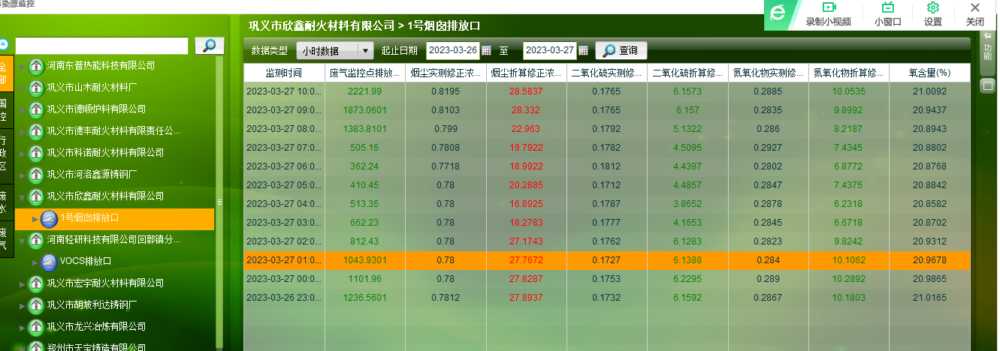 染源监控
录制小视频 小窗口 设置 关闭
功能
全部
国控
行政区
废水
废气
河南东普热能科技有限公司
巩义市山木耐火材料厂
巩义市德顺炉料有限公司
巩义市德丰耐火材料有限责任公...
巩义市科诺耐火材料有限公司
巩义市河洛鑫源铸钢厂
巩义市欣鑫耐火材料有限公司
1号烟囱排放口
河南轻研科技有限公司回郭镇分...
VOCS排放口
巩义市宏宇耐火材料有限公司
巩义市胡坡利达铸钢厂
巩义市龙兴冶炼有限公司
郑州市天宝铸造有限公司
巩义市欣鑫耐火材料有限公司 > 1号烟囱排放口
数据类型 小时数据 起止日期 2023-03-26 至 2023-03-27 查询
监测时间 废气监控点排放... 烟尘实测修正浓... 烟尘折算修正浓... 二氧化硫实测修... 二氧化硫折算修... 氮氧化物实测修... 氮氧化物折算修... 氧含量(%)
2023-03-27 10:0... 2221.99 0.8195 28.5837 0.1765 6.1573 0.2885 10.0535 21.0092
2023-03-27 09:0... 1873.0601 0.8103 28.332 0.1765 6.157 0.2835 9.8992 20.9437
2023-03-27 08:0... 1383.8101 0.799 22.963 0.1792 5.1322 0.286 8.2187 20.8943
2023-03-27 07:0... 505.16 0.7808 19.7922 0.1782 4.5095 0.2927 7.4345 20.8802
2023-03-27 06:0... 362.24 0.7718 18.9922 0.1812 4.4397 0.2802 6.8772 20.8768
2023-03-27 05:0... 410.45 0.78 20.2885 0.1712 4.4857 0.2847 7.4375 20.8842
2023-03-27 04:0... 513.35 0.78 16.8925 0.1787 3.8652 0.2878 6.2318 20.8582
2023-03-27 03:0... 662.23 0.78 18.2783 0.1777 4.1653 0.2845 6.6718 20.8702
2023-03-27 02:0... 812.43 0.78 27.1743 0.1762 6.1283 0.2823 9.8242 20.9312
2023-03-27 01:0... 1043.9301 0.78 27.7672 0.1727 6.1388 0.284 10.1062 20.9678
2023-03-27 00:0... 1101.96 0.78 27.8287 0.1753 6.2295 0.289 10.2892 20.9865
2023-03-26 23:0... 1236.5601 0.7812 27.8937 0.1732 6.1592 0.2867 10.1803 21.0165